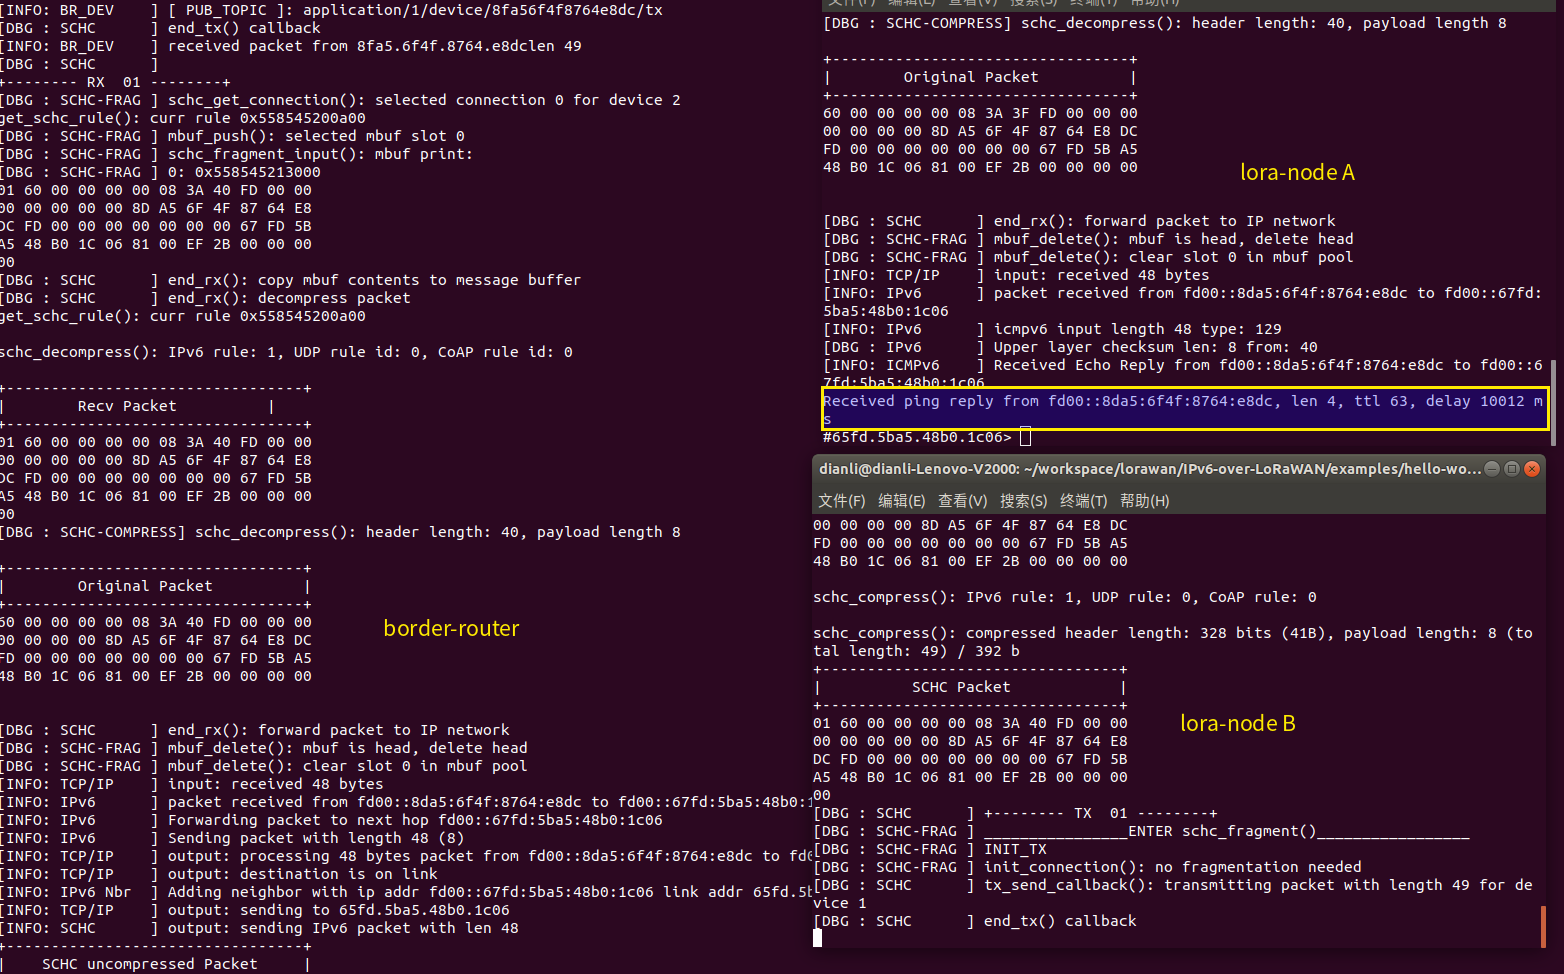 [INFO: BR_DEV    ] [ PUB_TOPIC ]: application/1/device/8fa56f4f8764e8dc/tx
[DBG : SCHC      ] end_tx() callback
[INFO: BR_DEV    ] received packet from 8fa5.6f4f.8764.e8dclen 49
[DBG : SCHC      ]
+-------- RX  01 --------+
[DBG : SCHC-FRAG ] schc_get_connection(): selected connection 0 for device 2
get_schc_rule(): curr rule 0x558545200a00
[DBG : SCHC-FRAG ] mbuf_push(): selected mbuf slot 0
[DBG : SCHC-FRAG ] schc_fragment_input(): mbuf print:
[DBG : SCHC-FRAG ] 0: 0x558545213000
01 60 00 00 00 00 08 3A 40 FD 00 00
00 00 00 00 00 8D A5 6F 4F 87 64 E8
DC FD 00 00 00 00 00 00 00 67 FD 5B
A5 48 B0 1C 06 81 00 EF 2B 00 00 00
00
[DBG : SCHC      ] end_rx(): copy mbuf contents to message buffer
[DBG : SCHC      ] end_rx(): decompress packet
get_schc_rule(): curr rule 0x558545200a00
schc_decompress(): IPv6 rule: 1, UDP rule id: 0, CoAP rule id: 0
+--------------------------------+
|        Recv Packet          |
+--------------------------------+
01 60 00 00 00 00 08 3A 40 FD 00 00
00 00 00 00 00 8D A5 6F 4F 87 64 E8
DC FD 00 00 00 00 00 00 00 67 FD 5B
A5 48 B0 1C 06 81 00 EF 2B 00 00 00
00
[DBG : SCHC-COMPRESS] schc_decompress(): header length: 40, payload length 8
+--------------------------------+
|        Original Packet          |
+--------------------------------+
60 00 00 00 00 08 3A 40 FD 00 00 00
00 00 00 00 8D A5 6F 4F 87 64 E8 DC
FD 00 00 00 00 00 00 00 67 FD 5B A5
48 B0 1C 06 81 00 EF 2B 00 00 00 00
border-router
[DBG : SCHC      ] end_rx(): forward packet to IP network
[DBG : SCHC-FRAG ] mbuf_delete(): mbuf is head, delete head
[DBG : SCHC-FRAG ] mbuf_delete(): clear slot 0 in mbuf pool
[INFO: TCP/IP    ] input: received 48 bytes
[INFO: IPv6      ] packet received from fd00::8da5:6f4f:8764:e8dc to fd00::67fd:5ba5:48b0:1
[INFO: IPv6      ] Forwarding packet to next hop fd00::67fd:5ba5:48b0:1c06
[INFO: IPv6      ] Sending packet with length 48 (8)
[INFO: TCP/IP    ] output: processing 48 bytes packet from fd00::8da5:6f4f:8764:e8dc to fd0
[INFO: TCP/IP    ] output: destination is on link
[INFO: IPv6 Nbr  ] Adding neighbor with ip addr fd00::67fd:5ba5:48b0:1c06 link addr 65fd.5b
[INFO: TCP/IP    ] output: sending to 65fd.5ba5.48b0.1c06
[INFO: SCHC      ] output: sending IPv6 packet with len 48
+--------------------------------+
|    SCHC uncompressed Packet     |
文件(F) 编辑(E) 查看(V) 搜索(S) 终端(T) 帮助(H)
[DBG : SCHC-COMPRESS] schc_decompress(): header length: 40, payload length 8
+---------------------------------+
|        Original Packet          |
+---------------------------------+
60 00 00 00 00 08 3A 3F FD 00 00 00
00 00 00 00 8D A5 6F 4F 87 64 E8 DC
FD 00 00 00 00 00 00 00 67 FD 5B A5
48 B0 1C 06 81 00 EF 2B 00 00 00 00
lora-node A
[DBG : SCHC      ] end_rx(): forward packet to IP network
[DBG : SCHC-FRAG ] mbuf_delete(): mbuf is head, delete head
[DBG : SCHC-FRAG ] mbuf_delete(): clear slot 0 in mbuf pool
[INFO: TCP/IP    ] input: received 48 bytes
[INFO: IPv6      ] packet received from fd00::8da5:6f4f:8764:e8dc to fd00::67fd:
5ba5:48b0:1c06
[INFO: IPv6      ] icmpv6 input length 48 type: 129
[DBG : IPv6      ] Upper layer checksum len: 8 from: 40
[INFO: ICMPv6    ] Received Echo Reply from fd00::8da5:6f4f:8764:e8dc to fd00::6
7fd:5ba5:48b0:1c06
Received ping reply from fd00::8da5:6f4f:8764:e8dc, len 4, ttl 63, delay 10012 m
s
#65fd.5ba5.48b0.1c06>
dianli@dianli-Lenovo-V2000: ~/workspace/lorawan/IPv6-over-LoRaWAN/examples/hello-wo...
文件(F) 编辑(E) 查看(V) 搜索(S) 终端(T) 帮助(H)
00 00 00 00 8D A5 6F 4F 87 64 E8 DC
FD 00 00 00 00 00 00 00 67 FD 5B A5
48 B0 1C 06 81 00 EF 2B 00 00 00 00
schc_compress(): IPv6 rule: 1, UDP rule: 0, CoAP rule: 0
schc_compress(): compressed header length: 328 bits (41B), payload length: 8 (to
tal length: 49) / 392 b
+---------------------------------+
|          SCHC Packet            |
+---------------------------------+
01 60 00 00 00 00 08 3A 40 FD 00 00
00 00 00 00 00 8D A5 6F 4F 87 64 E8
DC FD 00 00 00 00 00 00 00 67 FD 5B
A5 48 B0 1C 06 81 00 EF 2B 00 00 00
00
lora-node B
[DBG : SCHC      ] +-------- TX  01 --------+
[DBG : SCHC-FRAG ] ________________ENTER schc_fragment()_________________
[DBG : SCHC-FRAG ] INIT_TX
[DBG : SCHC-FRAG ] init_connection(): no fragmentation needed
[DBG : SCHC      ] tx_send_callback(): transmitting packet with length 49 for de
vice 1
[DBG : SCHC      ] end_tx() callback